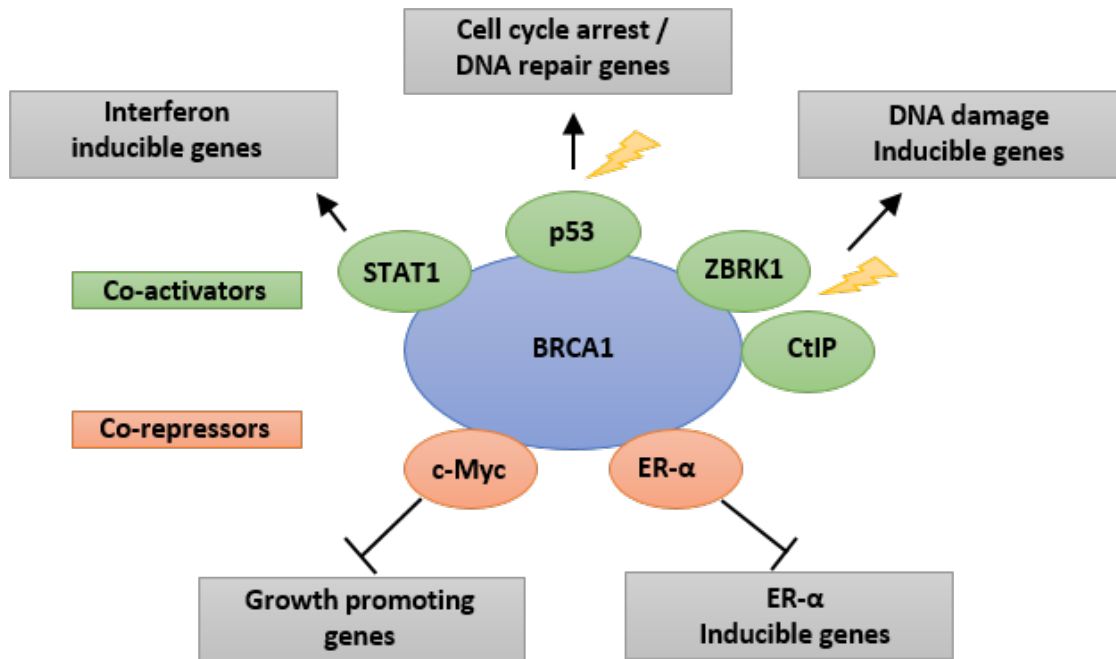 Cell cycle arrest /
DNA repair genes
Interferon
inducible genes
DNA damage
Inducible genes
p53
STAT1
ZBRK1
Co-activators
BRCA1
CtIP
Co-repressors
c-Myc
ER-α
Growth promoting
genes
ER-α
Inducible genes